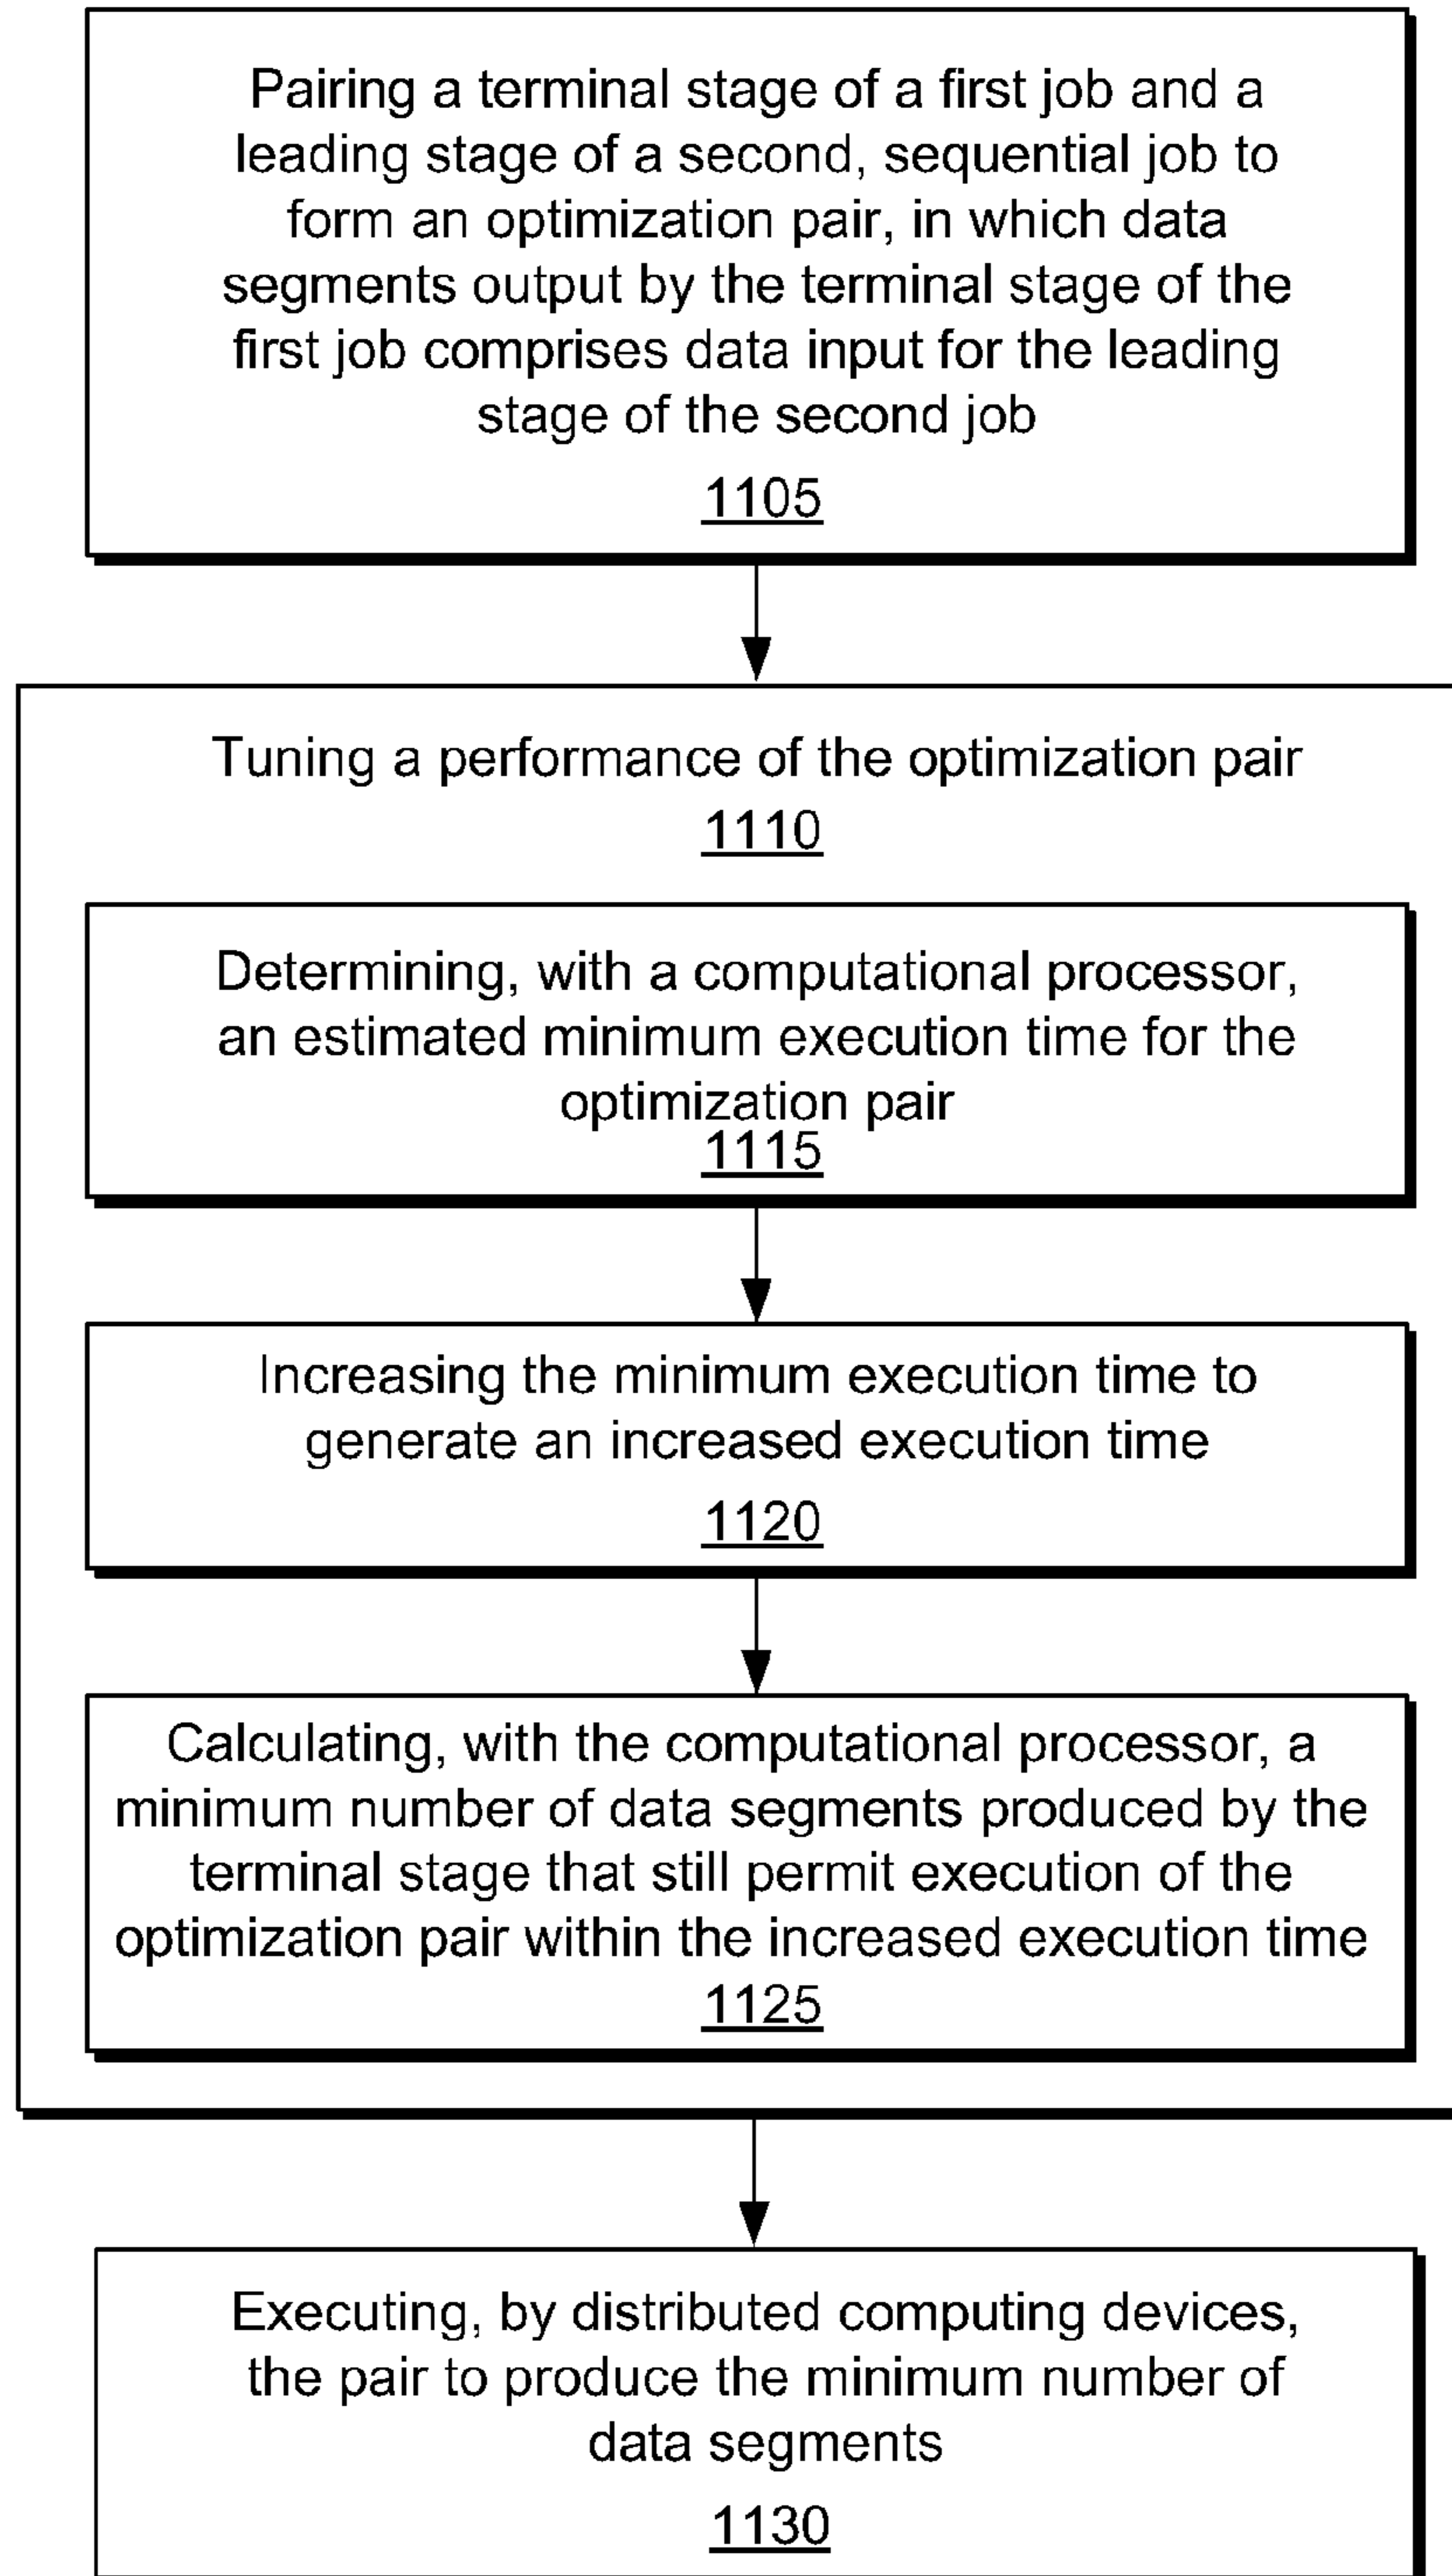 Pairing a terminal stage of a first job and a
leading stage of a second, sequential job to
form an optimization pair, in which data
segments output by the terminal stage of the
first job comprises data input for the leading
stage of the second job
1105
Tuning a performance of the optimization pair
1110
Determining, with a computational processor,
an estimated minimum execution time for the
optimization pair
1115
Increasing the minimum execution time to
generate an increased execution time
1120
Calculating, with the computational processor, a
minimum number of data segments produced by the
terminal stage that still permit execution of the
optimization pair within the increased execution time
1125
Executing, by distributed computing devices,
the pair to produce the minimum number of
data segments
1130